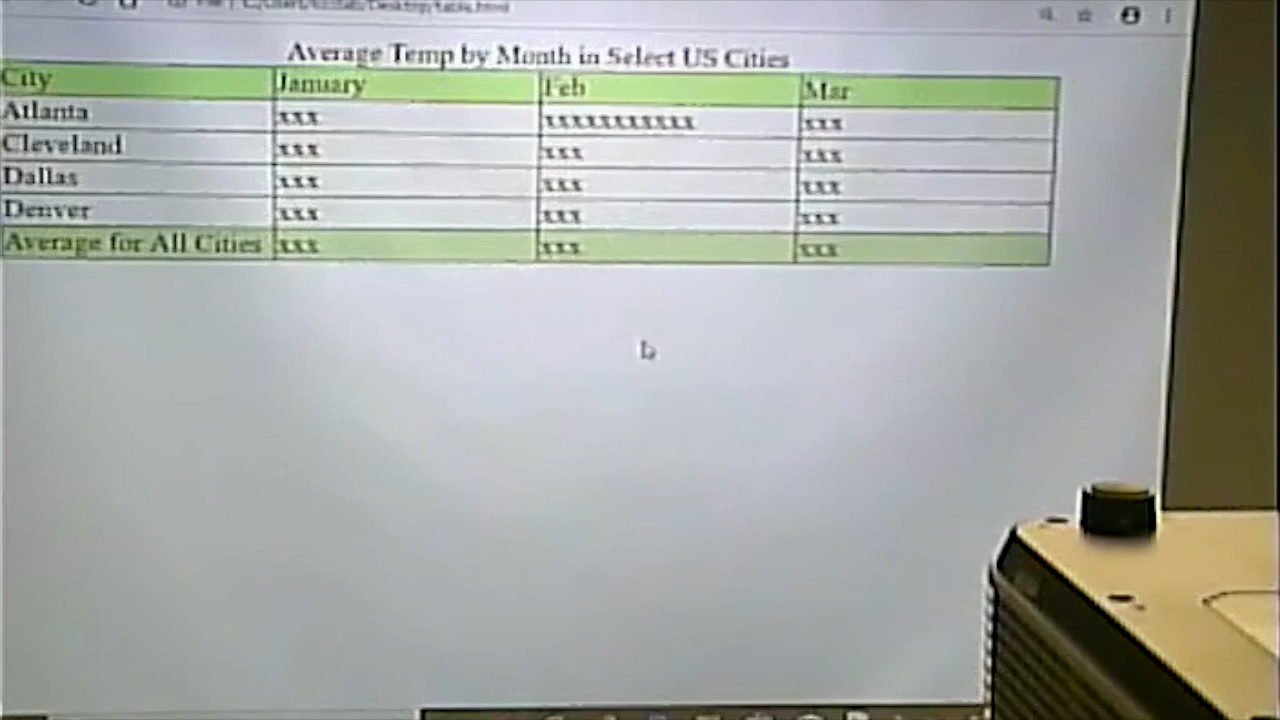 Average Temp by Month in Select US Cities
City January Feb Mar
Atlanta xxx xxxxxxxxxxx xxx
Cleveland xxx xxx xxx
Dallas xxx xxx xxx
Denver xxx xxx xxx
Average for All Cities xxx xxx xxx